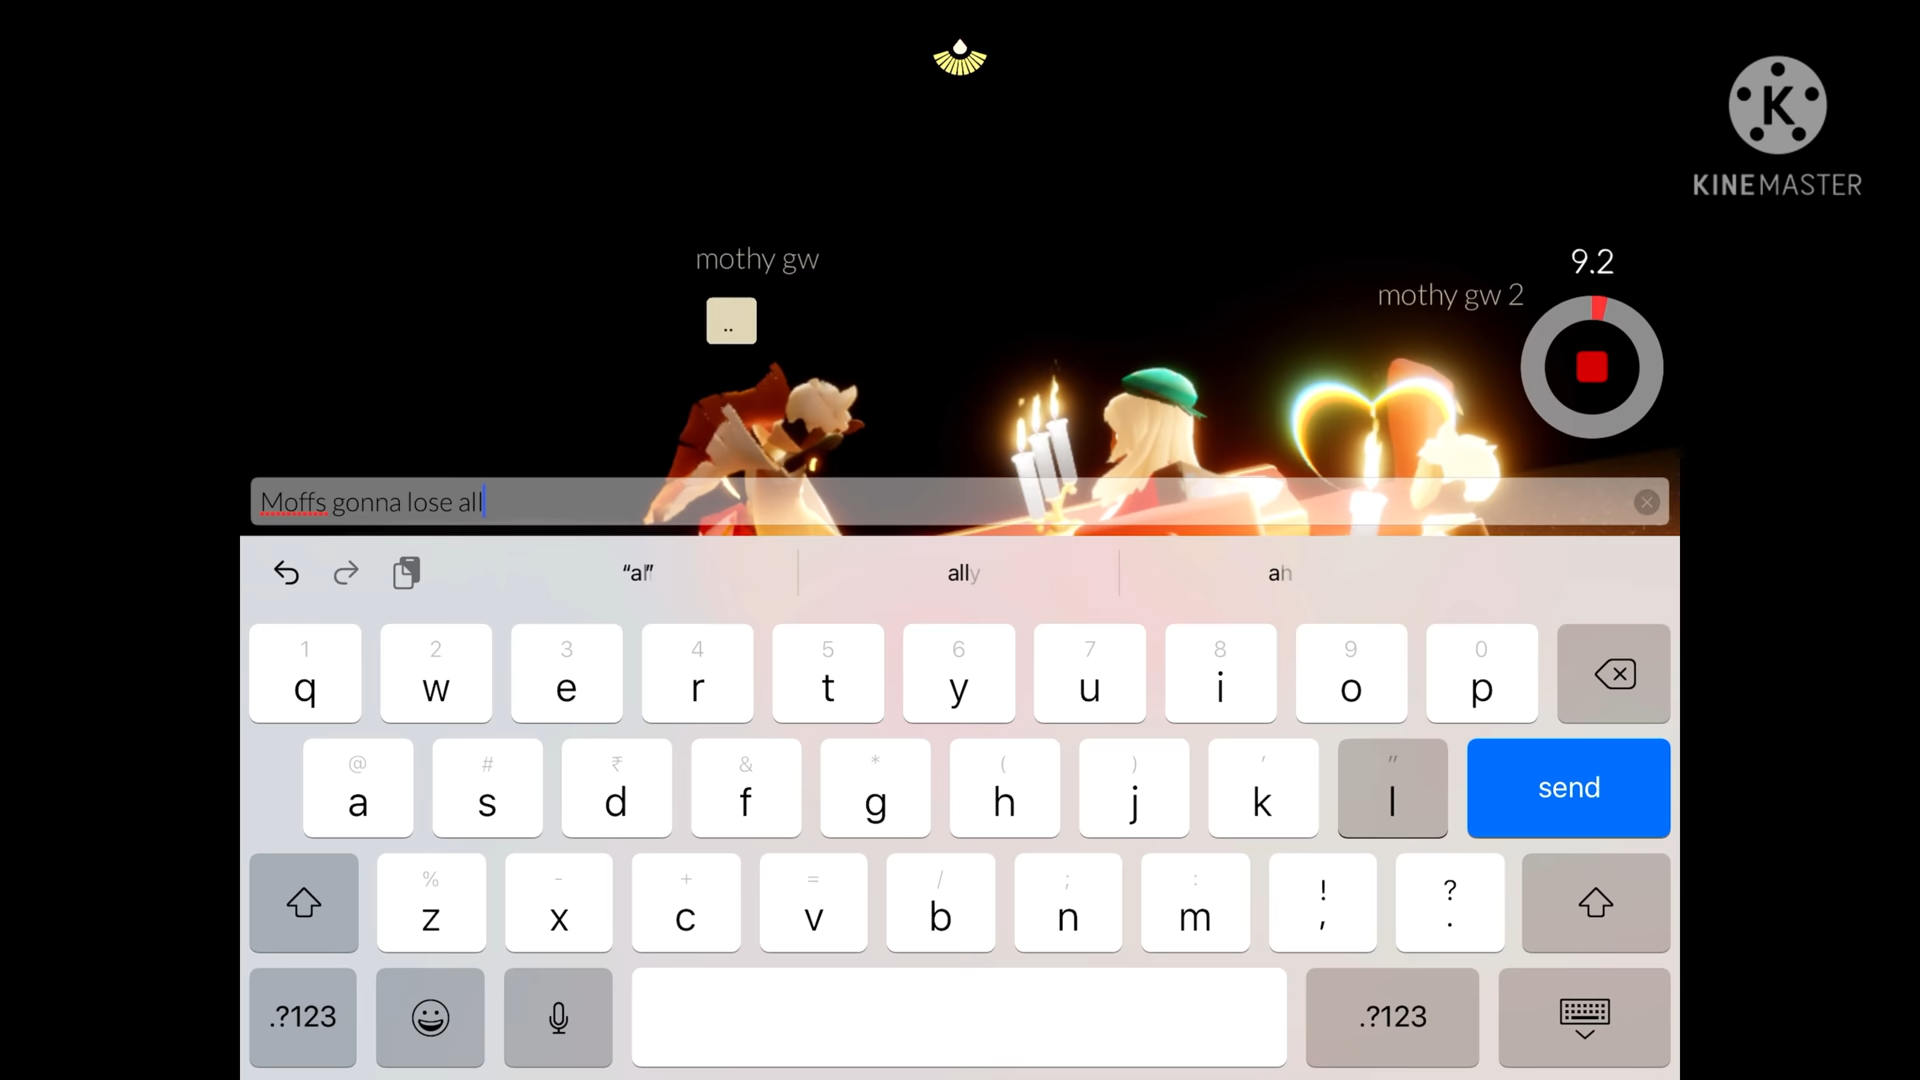 K
KINEMASTER
mothy gw
9.2
mothy gw 2
..
Moffs gonna lose all
“al” ally ah
1 2 3 4 5 6 7 8 9 0
q w e r t y u i o p
@ # ₹ & * ( ) ' "
a s d f g h j k l send
% - + = / ; : ! ?
z x c v b n m , .
.?123 .?123